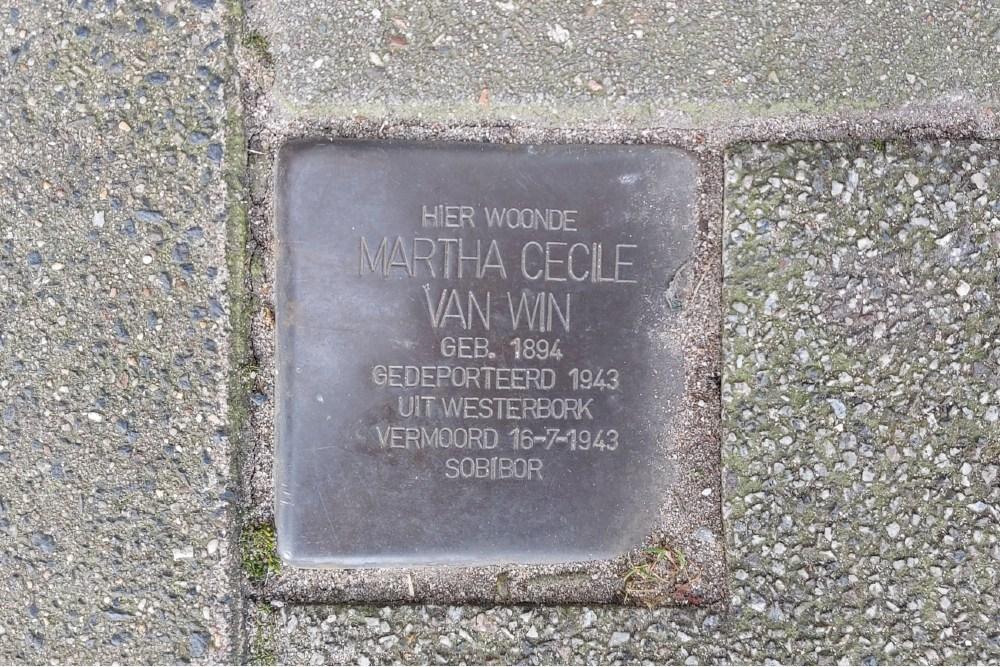 HIER WOONDE
MARTHA CECILE
VAN WIN
GEB. 1894
GEDEPORTEERD 1943
UIT WESTERBORK
VERMOORD 16-7-1943
SOBIBOR